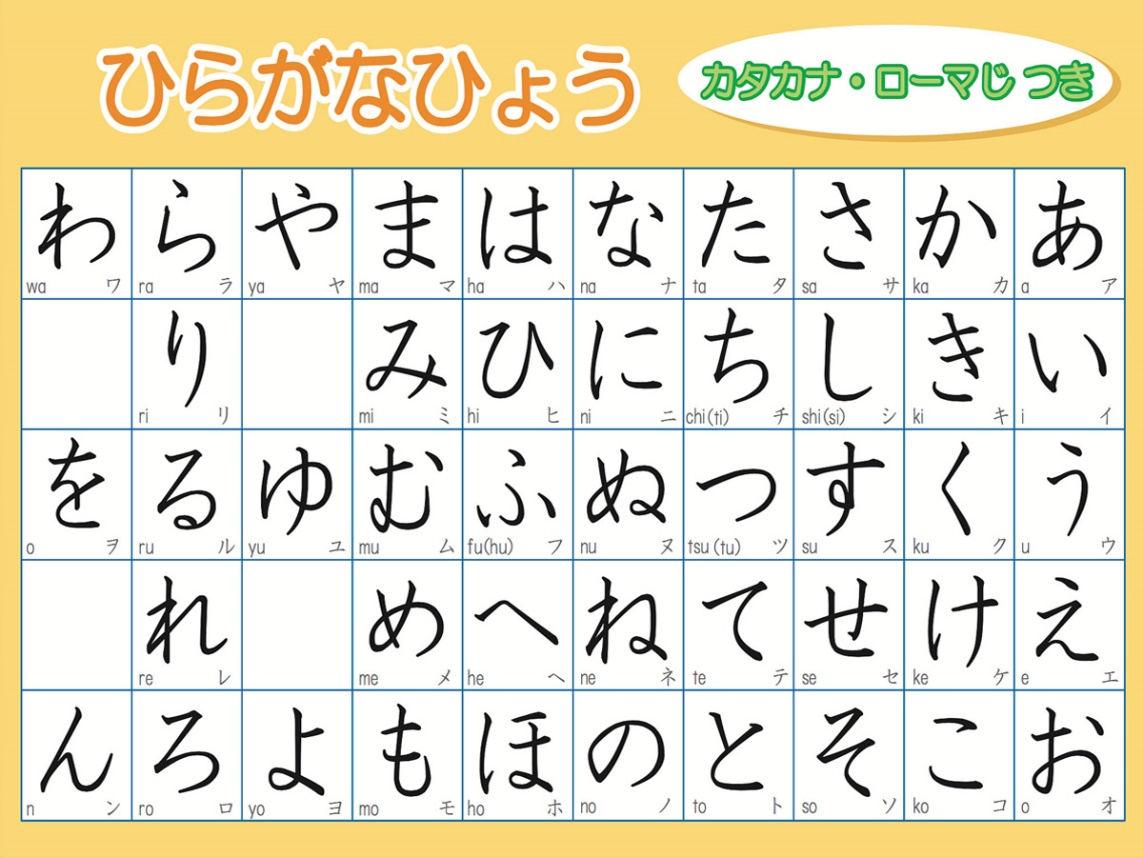 ひらがなひょう
カタカナ・ローマじ つき
わ ら や ま は な た さ か あ
wa ワ ra ラ ya ヤ ma マ ha ハ na ナ ta タ sa サ ka カ a ア
り み ひ に ち し き い
ri リ mi ミ hi ヒ ni ニ chi(ti) チ shi(si) シ ki キ i イ
を る ゆ む ふ ぬ つ す く う
o ヲ ru ル yu ユ mu ム fu(hu) フ nu ヌ tsu(tu) ツ su ス ku ク u ウ
れ め へ ね て せ け え
re レ me メ he ヘ ne ネ te テ se セ ke ケ e エ
ん ろ よ も ほ の と そ こ お
n ン ro ロ yo ヨ mo モ ho ホ no ノ to ト so ソ ko コ o オ